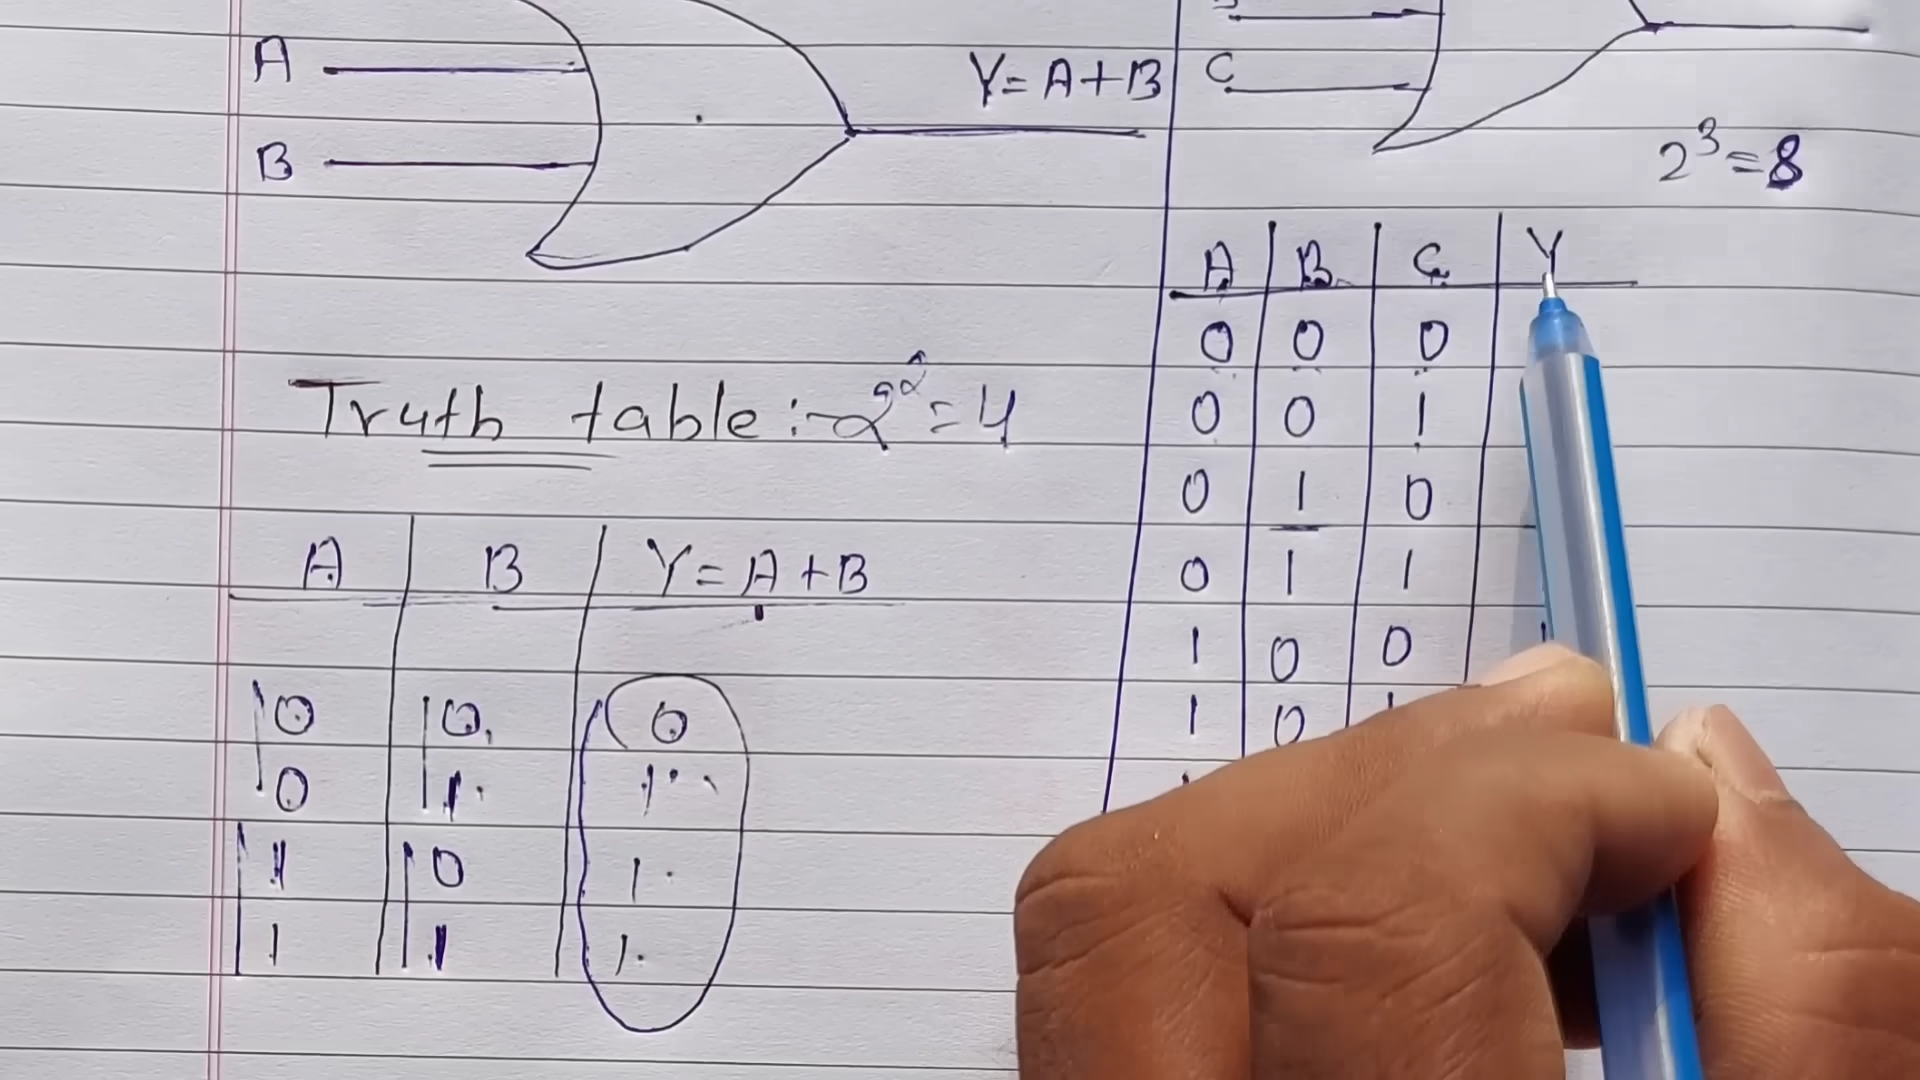 A
Y=A+B
B
Truth table:-2²=4
A B Y=A+B
0 0 0
0 1 1
1 0 1
1 1 1
C
2³=8
A B C Y
0 0 0
0 0 1
0 1 0
0 1 1
1 0 0
1 0